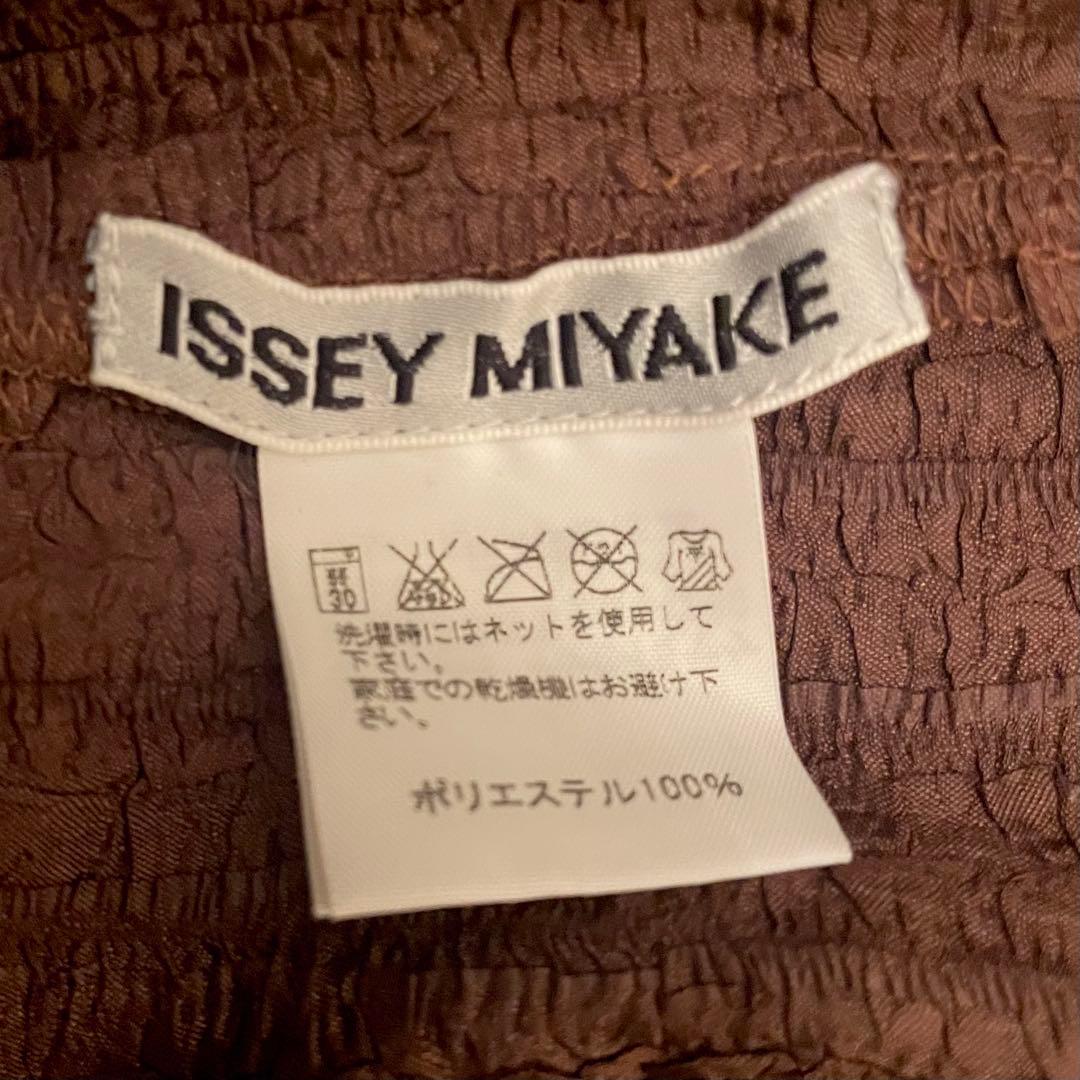 ISSEY MIYAKE
弱
30
洗濯時にはネットを使用して
下さい。
家庭での乾燥機はお避け下
さい。
ポリエステル100%